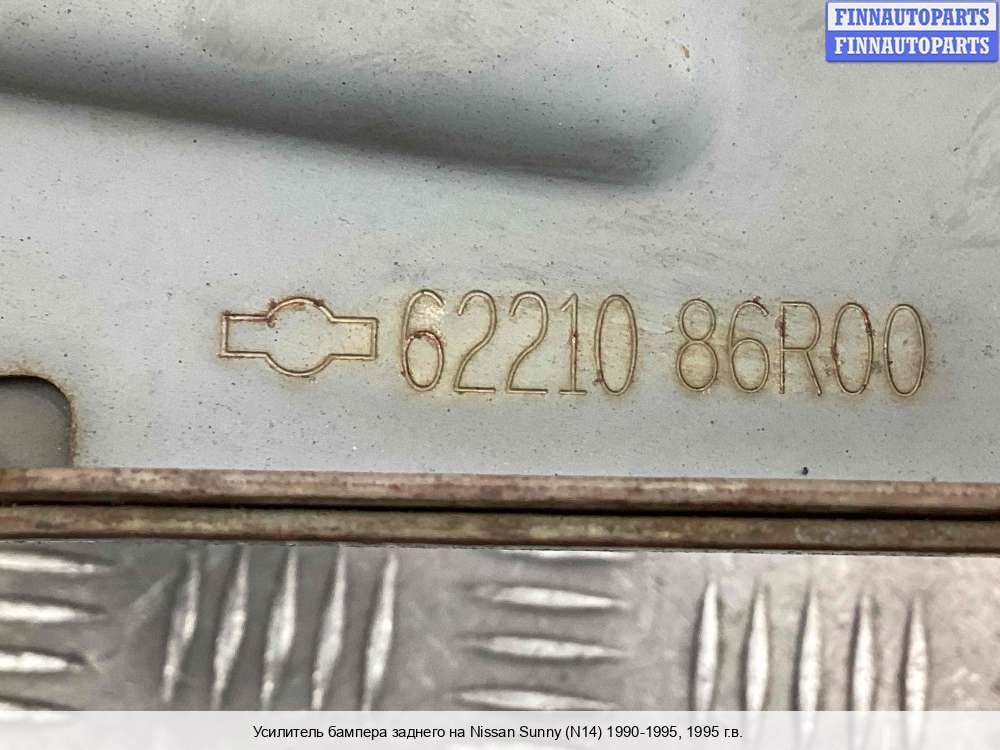 FINNAUTOPARTS
FINNAUTOPARTS
62210 86R00
Усилитель бампера заднего на Nissan Sunny (N14) 1990-1995, 1995 г.в.